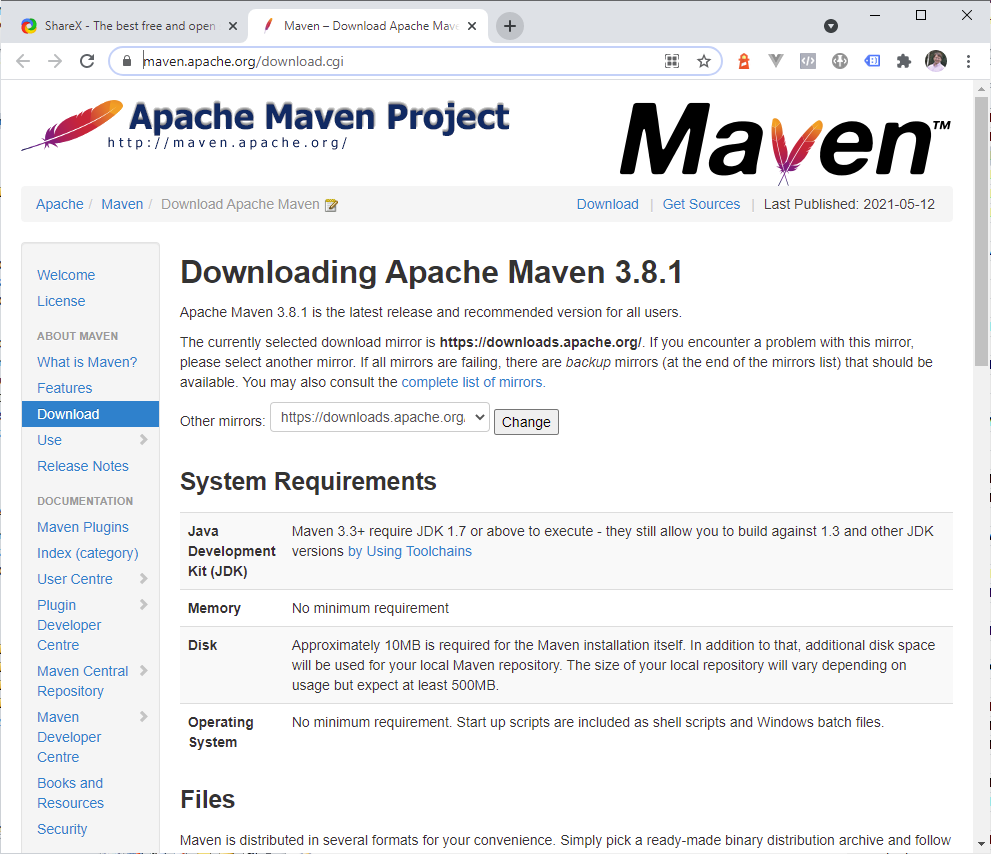 ShareX - The best free and open
Maven – Download Apache Mave
maven.apache.org/download.cgi
Apache Maven Project
http://maven.apache.org/
Maven™
Apache / Maven / Download Apache Maven
Download | Get Sources | Last Published: 2021-05-12
Welcome
License
ABOUT MAVEN
What is Maven?
Features
Download
Use
Release Notes
DOCUMENTATION
Maven Plugins
Index (category)
User Centre
Plugin
Developer
Centre
Maven Central
Repository
Maven
Developer
Centre
Books and
Resources
Security
Downloading Apache Maven 3.8.1
Apache Maven 3.8.1 is the latest release and recommended version for all users.
The currently selected download mirror is https://downloads.apache.org/. If you encounter a problem with this mirror,
please select another mirror. If all mirrors are failing, there are backup mirrors (at the end of the mirrors list) that should be
available. You may also consult the complete list of mirrors.
Other mirrors: https://downloads.apache.org/ Change
System Requirements
Java
Development
Kit (JDK)
Maven 3.3+ require JDK 1.7 or above to execute - they still allow you to build against 1.3 and other JDK
versions by Using Toolchains
Memory
No minimum requirement
Disk
Approximately 10MB is required for the Maven installation itself. In addition to that, additional disk space
will be used for your local Maven repository. The size of your local repository will vary depending on
usage but expect at least 500MB.
Operating
System
No minimum requirement. Start up scripts are included as shell scripts and Windows batch files.
Files
Maven is distributed in several formats for your convenience. Simply pick a ready-made binary distribution archive and follow